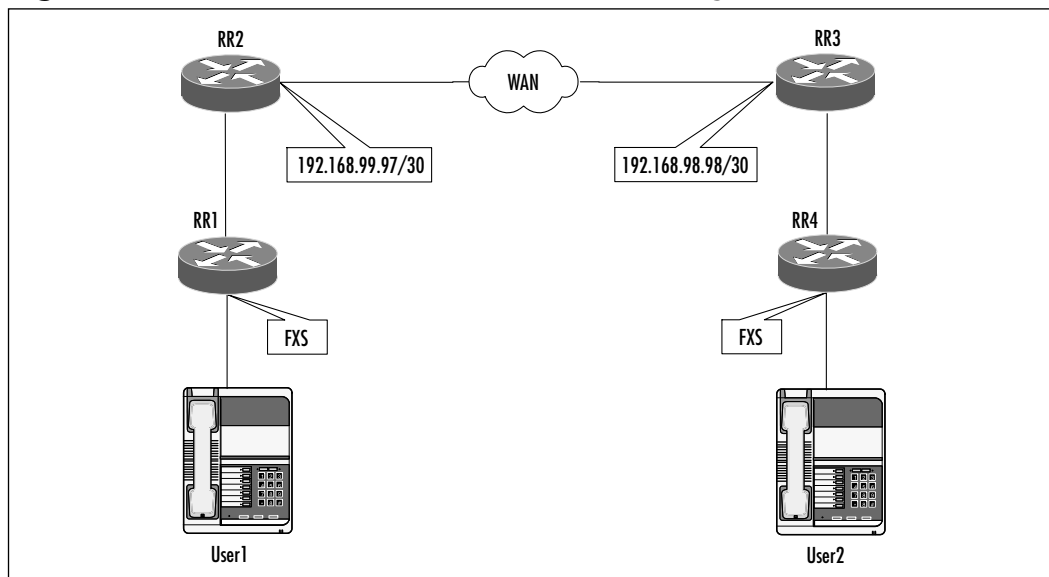 RR2
RR3
WAN
192.168.99.97/30
192.168.98.98/30
RR1
RR4
FXS
FXS
User1
User2